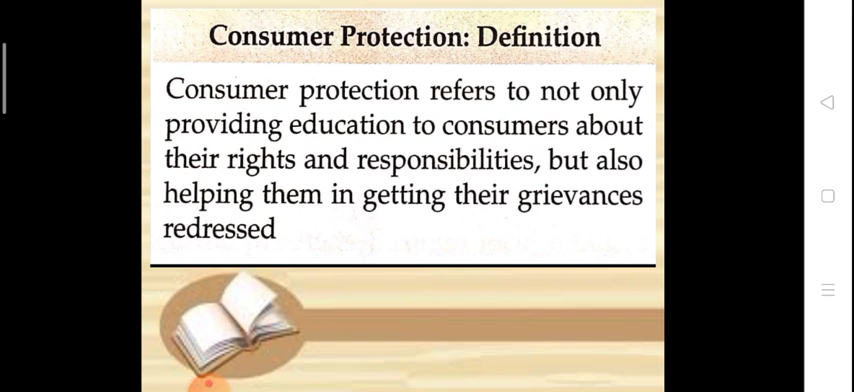 Consumer Protection: Definition
Consumer protection refers to not only
providing education to consumers about
their rights and responsibilities, but also
helping them in getting their grievances
redressed